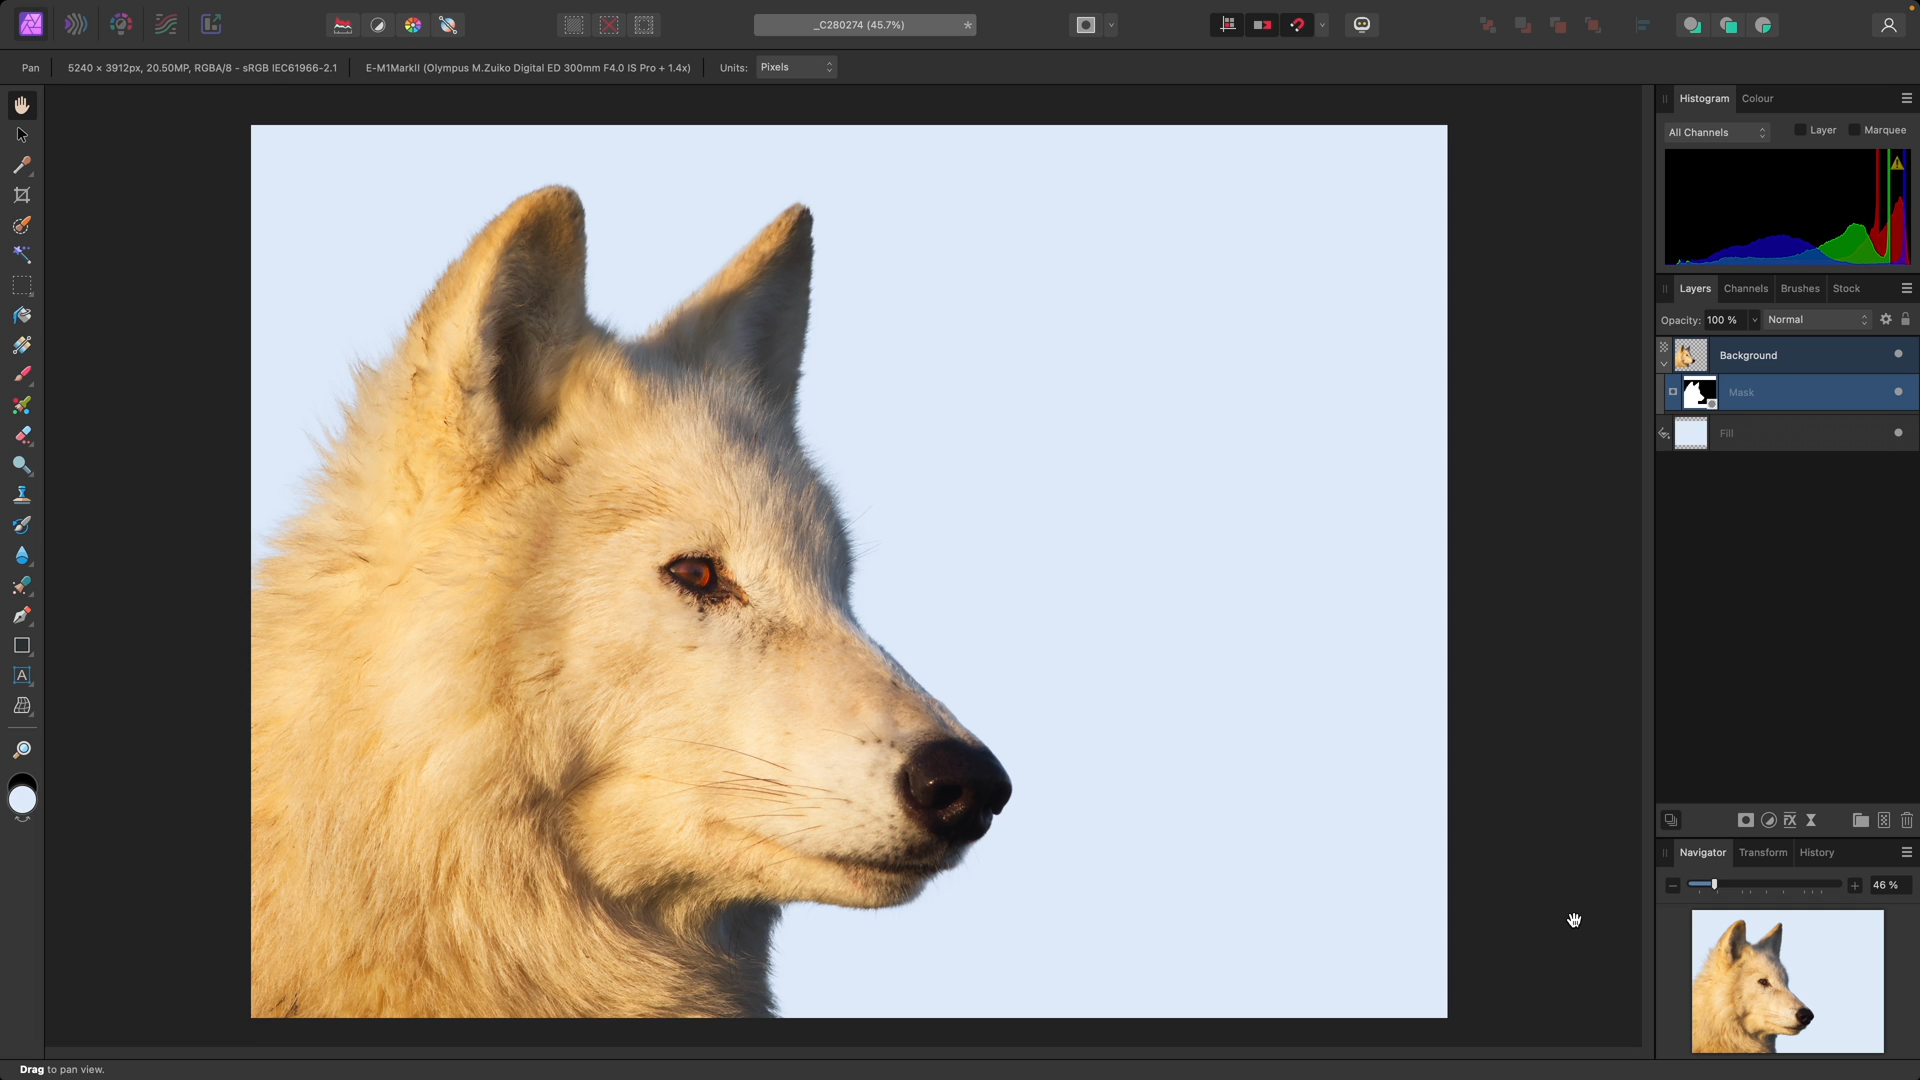 _C280274 (45.7%)
*
Pan
5240 × 3912px, 20.50MP, RGBA/8 - sRGB IEC61966-2.1
E-M1MarkII (Olympus M.Zuiko Digital ED 300mm F4.0 IS Pro + 1.4x)
Units: Pixels
Histogram Colour
All Channels Layer Marquee
Layers Channels Brushes Stock
Opacity: 100 % Normal
Background
Mask
Fill
Navigator Transform History
46 %
A
Drag to pan view.